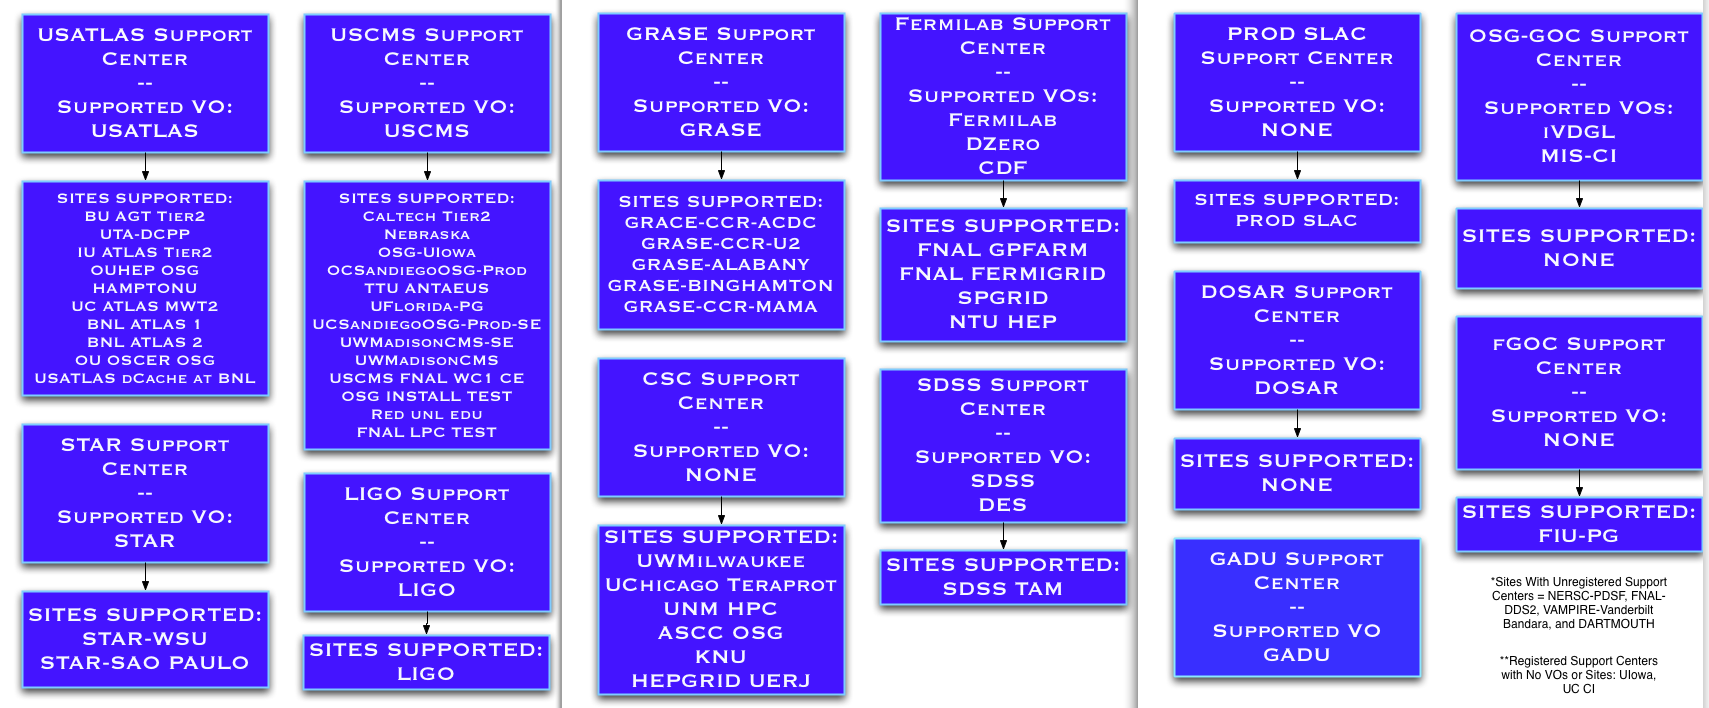 USATLAS Support
Center
--
Supported VO:
USATLAS
SITES SUPPORTED:
BU AGT Tier2
UTA-DCPP
IU ATLAS Tier2
OUHEP OSG
HAMPTONU
UC ATLAS MWT2
BNL ATLAS 1
BNL ATLAS 2
OU OSCER OSG
USATLAS dCache at BNL
STAR Support
Center
--
Supported VO:
STAR
SITES SUPPORTED:
STAR-WSU
STAR-SAO PAULO
USCMS Support
Center
--
Supported VO:
USCMS
SITES SUPPORTED:
Caltech Tier2
Nebraska
OSG-UIowa
OCSandiegoOSG-Prod
TTU ANTAEUS
UFlorida-PG
UCSandiegoOSG-Prod-SE
UWMadisonCMS-SE
UWMadisonCMS
USCMS FNAL WC1 CE
OSG INSTALL TEST
Red unl edu
FNAL LPC TEST
LIGO Support
Center
--
Supported VO:
LIGO
SITES SUPPORTED:
LIGO
GRASE Support
Center
--
Supported VO:
GRASE
SITES SUPPORTED:
GRACE-CCR-ACDC
GRASE-CCR-U2
GRASE-ALABANY
GRASE-BINGHAMTON
GRASE-CCR-MAMA
CSC Support
Center
--
Supported VO:
NONE
SITES SUPPORTED:
UWMilwaukee
UChicago Teraprot
UNM HPC
ASCC OSG
KNU
HEPGRID UERJ
Fermilab Support
Center
--
Supported VOs:
Fermilab
DZero
CDF
SITES SUPPORTED:
FNAL GPFARM
FNAL FERMIGRID
SPGRID
NTU HEP
SDSS Support
Center
--
Supported VO:
SDSS
DES
SITES SUPPORTED:
SDSS TAM
PROD SLAC
Support Center
--
Supported VO:
NONE
SITES SUPPORTED:
PROD SLAC
DOSAR Support
Center
--
Supported VO:
DOSAR
SITES SUPPORTED:
NONE
GADU Support
Center
--
Supported VO
GADU
OSG-GOC Support
Center
--
Supported VOs:
iVDGL
MIS-CI
SITES SUPPORTED:
NONE
fGOC Support
Center
--
Supported VO:
NONE
SITES SUPPORTED:
FIU-PG
*Sites With Unregistered Support
Centers = NERSC-PDSF, FNAL-
DDS2, VAMPIRE-Vanderbilt
Bandara, and DARTMOUTH
**Registered Support Centers
with No VOs or Sites: UIowa,
UC CI